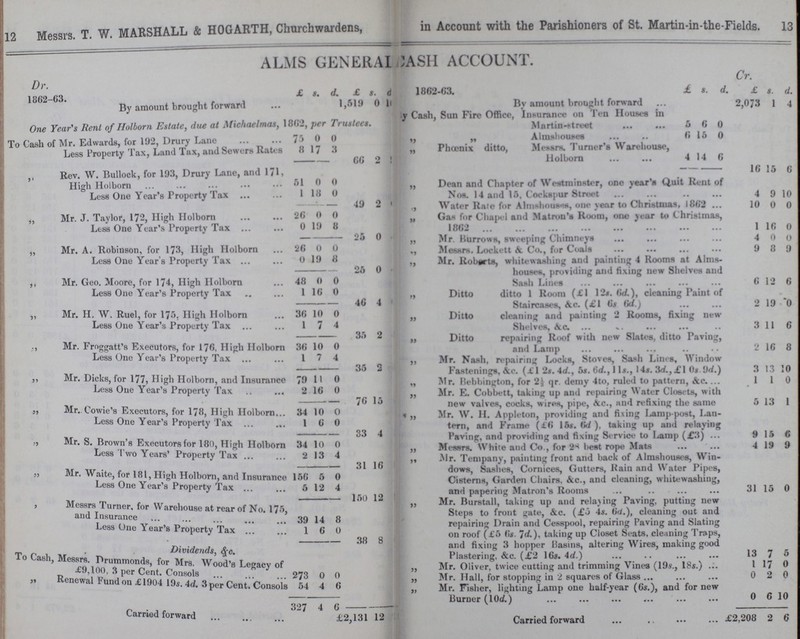 12 Messrs. T. W. MARSHALL & HOGARTH, Churchwardens,
ALMS GENERAL
Dr.
£ s. d. £ s. d
1862-63.
By amount brought forward ... 1,519 0
One Year's Rent of Holborn Estate, due at Michaelmas, 1862, per Trustees.
To Cash of Mr. Edwards, for 192, Drury Lane ... ... 75 0 0
Less Property Tax, Land Tax, and Sewers Rates 8 17 3
66 2
,, Rev. W. Bullock, for 193, Drury Lane, and 171,
High Holborn ... ... ... ... ... ... 51 0 0
Less One Year's Property Tax ... ... 1 18 0
49 2
,, Mr. J. Taylor, 172, High Holborn ... ... 26 0 0
Less One Year's Property Tax ... ... 0 19 8
25 0
,, Mr. A. Robinson, for 173, High Holborn ... 26 0 0
Less One Year's Property Tax ... ... 0 19 8
25 0
,, Mr. Geo. Moore, for 174, High Holborn ... 48 0 0
Less One Year's Property Tax ... ... 1 16 0
46 4
,, Mr. H. W. Ruel, for 175, High Holborn ... 36 10 0
Less One Year's Property Tax ... ... 1 7 4
35 2
,, Mr. Froggatt's Executors, for 176, High Holborn 36 10 0
Less One Year's Property Tax ... ... 1 7 4
35 2
,, Mr. Dicks, for 177, High Holborn, and Insurance 79 11 0
Less One Year's Property Tax ... ... 2 16 0
76 15
,, Mr. Cowie's Executors, for 178, High Holborn... 34 10 0
Less One Year's Property Tax ... ... 1 6 0
33 4
,, Mr. S. Brown's Executors for 180, High Holborn 34 10 0
Less Two Years' Property Tax ... ... 2 13 4
31 16
,, Mr. Waite, for 181, High Holborn, and Insurance 156 5 0
Less One Year's Property Tax ... ... 5 12 4
150 12
, Messrs Turner, for Warehouse at rear of No. 175,
and Insurance ... ... ... ... ... 39 14 8
Less One Year's Property Tax ... ... 1 6 0
38 8
Dividends, &c.
To Cash, Messrs. Drummonds, for Mrs. Wood's Legacy of
£9,100, 3 per Cent. Consols ... ... ... 273 0 0
,, Renewal Fund on £1904 19s. 4d, 3 per Cent. Consols 54 4 6
327 4 6
Carried forward ... ... ... £2,131 12
in Account with the Parishioners of St. Martin-in-the-Fields. 13
CASH ACCOUNT.
Cr.
1862-63. £ s. d. £ s. d.
By amount brought forward ... 2,073 1 4
y Cash, Sun Fire Office, Insurance on Ten Houses in
Martin-street ... ... ... 5 6 0
,, ,, Almshouses ... ... ... 6 15 0
,, Phœnix ditto, Messrs. Turner's Warehouse,
Holborn ... ... ... 4 14 6
16 15 6
,, Dean and Chapter of Westminster, one year's Quit Rent of
Nos. 14 and 15, Cockspur Street ... ... ... ... 4 9 10
,, Water Rate for Almshouses, one year to Christmas, 1862 ... 10 0 0
,, Gas for Chapel and Matron's Room, one year to Christmas,
1862 ... ... ... ... ... ... ... ... 1 16 0
,, Mr. Burrows, sweeping Chimneys ... ... ... ... 4 0 0
,, Messrs. Lockett & Co., for Coals ... ... ... ... 9 8 9
,, Mr. Roberts, whitewashing and painting 4 Rooms at Alms-
houses, providing and fixing new Shelves and
Sash Lines ... ... ... ... ... ... 6 12 6
,, Ditto ditto 1 Room (£1 12s. 6d.), cleaning Paint of
Staircases, &c. (£1 6s 6d.) ... ... 2 19 0
,, Ditto cleaning and painting 2 Rooms, fixing new
Shelves, &c. ... ... ... ... ... 3 11 6
,, Ditto repairing Roof with new Slates, ditto Paving,
and Lamp ... ... ... ... ... 2 16 8
,, Mr. Nash, repairing Locks, Stoves, Sash Lines, Window
Fastenings, &c. (£1 2s. 4d., 5s. 6d., 11s., 14s. 3d., £1 0s. 9d.) 3 13 10
,, Mr. Bebbington, for 2½ qr. demy 4to, ruled to pattern, &c.... 1 1 0
,, Mr. E. Cobbett, taking up and repairing Water Closets, with
new valves, cocks, wires, pipe, &c., and refixing the same 5 13 1
,, Mr. W. H. Appleton, providing and fixing Lamp-post, Lan-
tern, and Frame (£6 15s. 6d ), taking up and relaying
Paving, and providing and fixing Service to Lamp (£3) ... 9 15 6
,, Messrs. White and Co., for 28 best rope Mats ... ... 4 19 9
,, Mr. Tempany, painting front and back of Almshouses, Win-
dows, Sashes, Cornices, Gutters, Rain and Water Pipes,
Cisterns, Garden Chairs, &c., and cleaning, whitewashing,
and papering Matron's Rooms ... ... ... ... 31 15 0
,, Mr. Burstall, taking up and relaying Paving, putting new
Steps to front gate, &c. (£5 4s. 6d.), cleaning out and
repairing Drain and Cesspool, repairing Paving and Slating
on roof (£5 6s. 7d.), taking up Closet Seats, cleaning Traps,
and fixing 3 hopper Basins, altering Wires, making good
Plastering, &c. (£2 16s. 4d.) ... ... ... ... 13 7 5
,, Mr. Oliver, twice cutting and trimming Vines (19s., 18s.) ... 1 17 0
,, Mr. Hall, for stopping in 2 squares of Glass ... ... ... 0 2 0
,, Mr. Fisher, lighting Lamp one half-year (6s.), and for new
Burner (10d.) ... ... ... ... ... ... 0 6 10
Carried forward ... ... ... £2,208 2 6